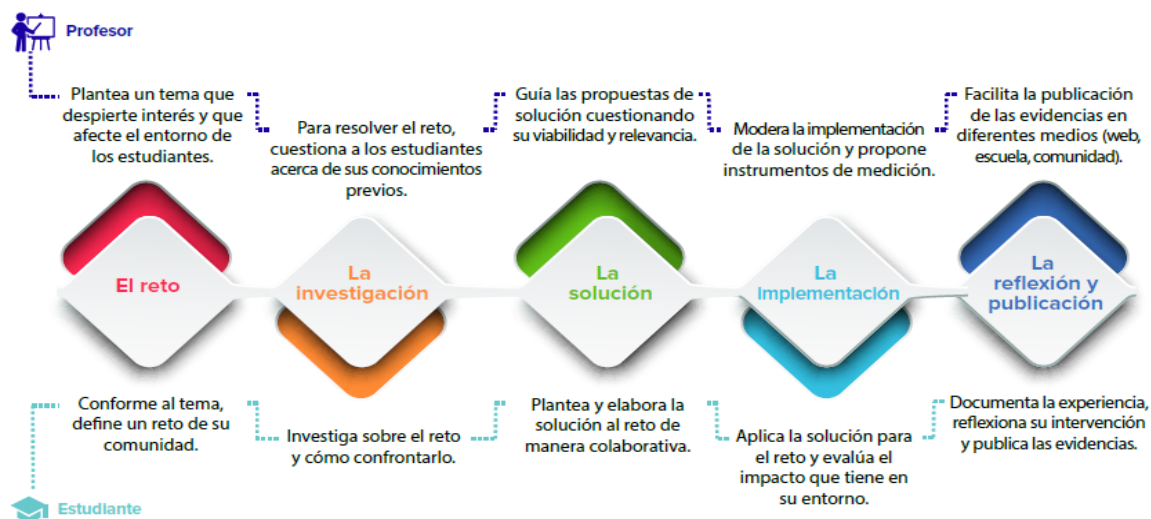 Profesor
Plantea un tema que
despierte interés y que
afecte el entorno de
los estudiantes.
Para resolver el reto,
cuestiona a los estudiantes
acerca de sus conocimientos
previos.
Guía las propuestas de
solución cuestionando
su viabilidad y relevancia.
Modera la implementación
de la solución y propone
instrumentos de medición.
Facilita la publicación
de las evidencias en
diferentes medios (web,
escuela, comunidad).
El reto
La
investigación
La
solución
La
Implementación
La
reflexión y
publicación
Conforme al tema,
define un reto de su
comunidad.
Investiga sobre el reto
y cómo confrontarlo.
Plantea y elabora la
solución al reto de
manera colaborativa.
Aplica la solución para
el reto y evalúa el
impacto que tiene en
su entorno.
Documenta la experiencia,
reflexiona su intervención
y publica las evidencias.
Estudiante